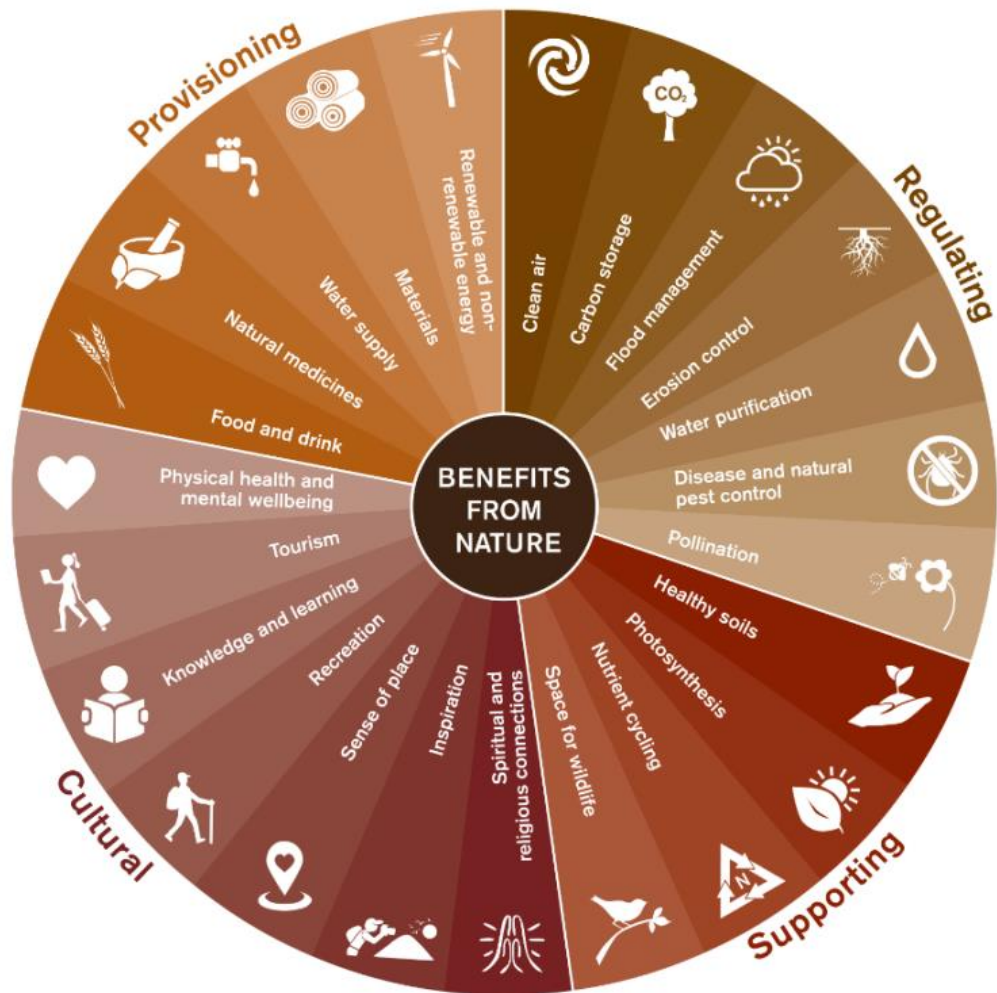 BENEFITS
FROM
NATURE
Provisioning
Food and drink
Natural medicines
Water supply
Materials
Renewable and non-
renewable energy
Regulating
Clean air
CO₂
Carbon storage
Flood management
Erosion control
Water purification
Disease and natural
pest control
Pollination
Supporting
Healthy soils
Photosynthesis
Nutrient cycling
N
Space for wildlife
Cultural
Spiritual and
religious connections
Inspiration
Sense of place
Recreation
Knowledge and learning
Tourism
Physical health and
mental wellbeing